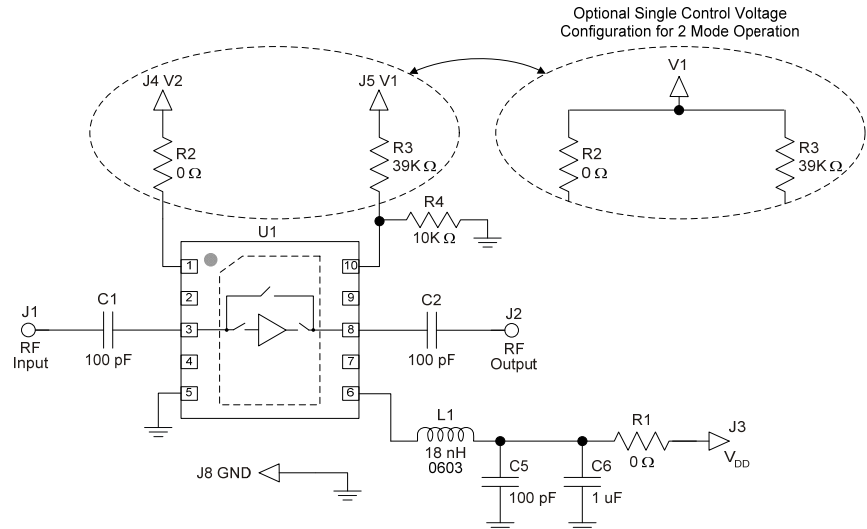 Optional Single Control Voltage
Configuration for 2 Mode Operation
J4 V2
J5 V1
V1
R2
0 Ω
R3
39K Ω
R2
0 Ω
R3
39K Ω
R4
10K Ω
U1
1
10
2
9
3
8
4
7
5
6
J1
RF
Input
C1
100 pF
C2
100 pF
J2
RF
Output
L1
18 nH
0603
R1
0 Ω
J3
VDD
C5
100 pF
C6
1 uF
J8 GND